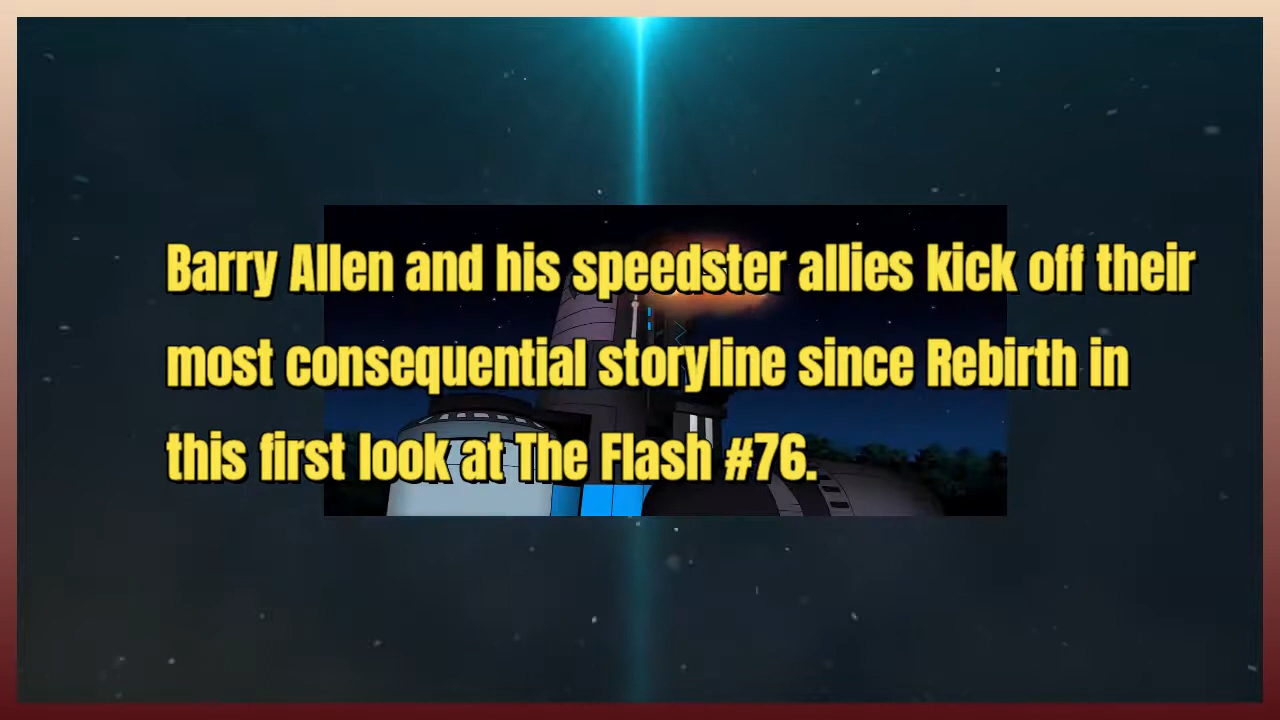 Barry Allen and his speedster allies kick off their
most consequential storyline since Rebirth in
this first look at The Flash #76.